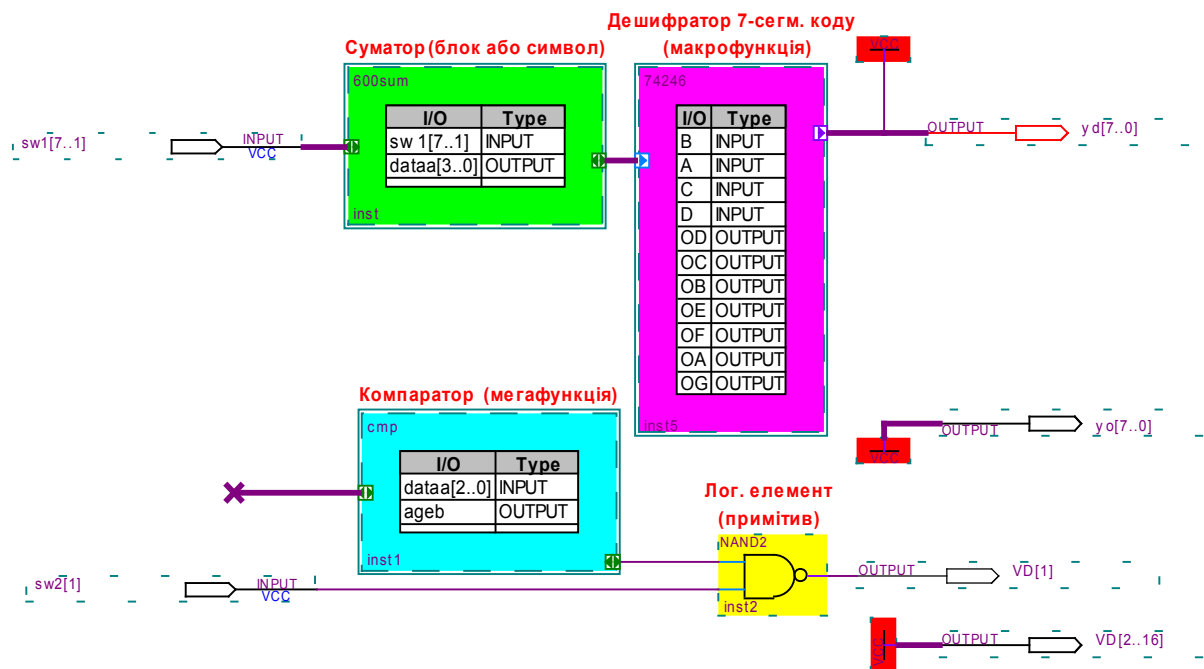 Дешифратор 7-сегм. коду
(макрофункція)
Суматор (блок або символ)
VCC
600sum
I/O Type
sw1[7..1] INPUT
dataa[3..0] OUTPUT
inst
74246
I/O Type
B INPUT
A INPUT
C INPUT
D INPUT
OD OUTPUT
OC OUTPUT
OB OUTPUT
OE OUTPUT
OF OUTPUT
OA OUTPUT
OG OUTPUT
inst5
sw1[7..1]
INPUT
VCC
OUTPUT
yd[7..0]
Компаратор (мегафункція)
cmp
I/O Type
dataa[2..0] INPUT
ageb OUTPUT
inst1
OUTPUT
yo[7..0]
VCC
Лог. елемент
(примітив)
NAND2
inst2
sw2[1]
INPUT
VCC
OUTPUT
VD[1]
VCC
OUTPUT
VD[2..16]